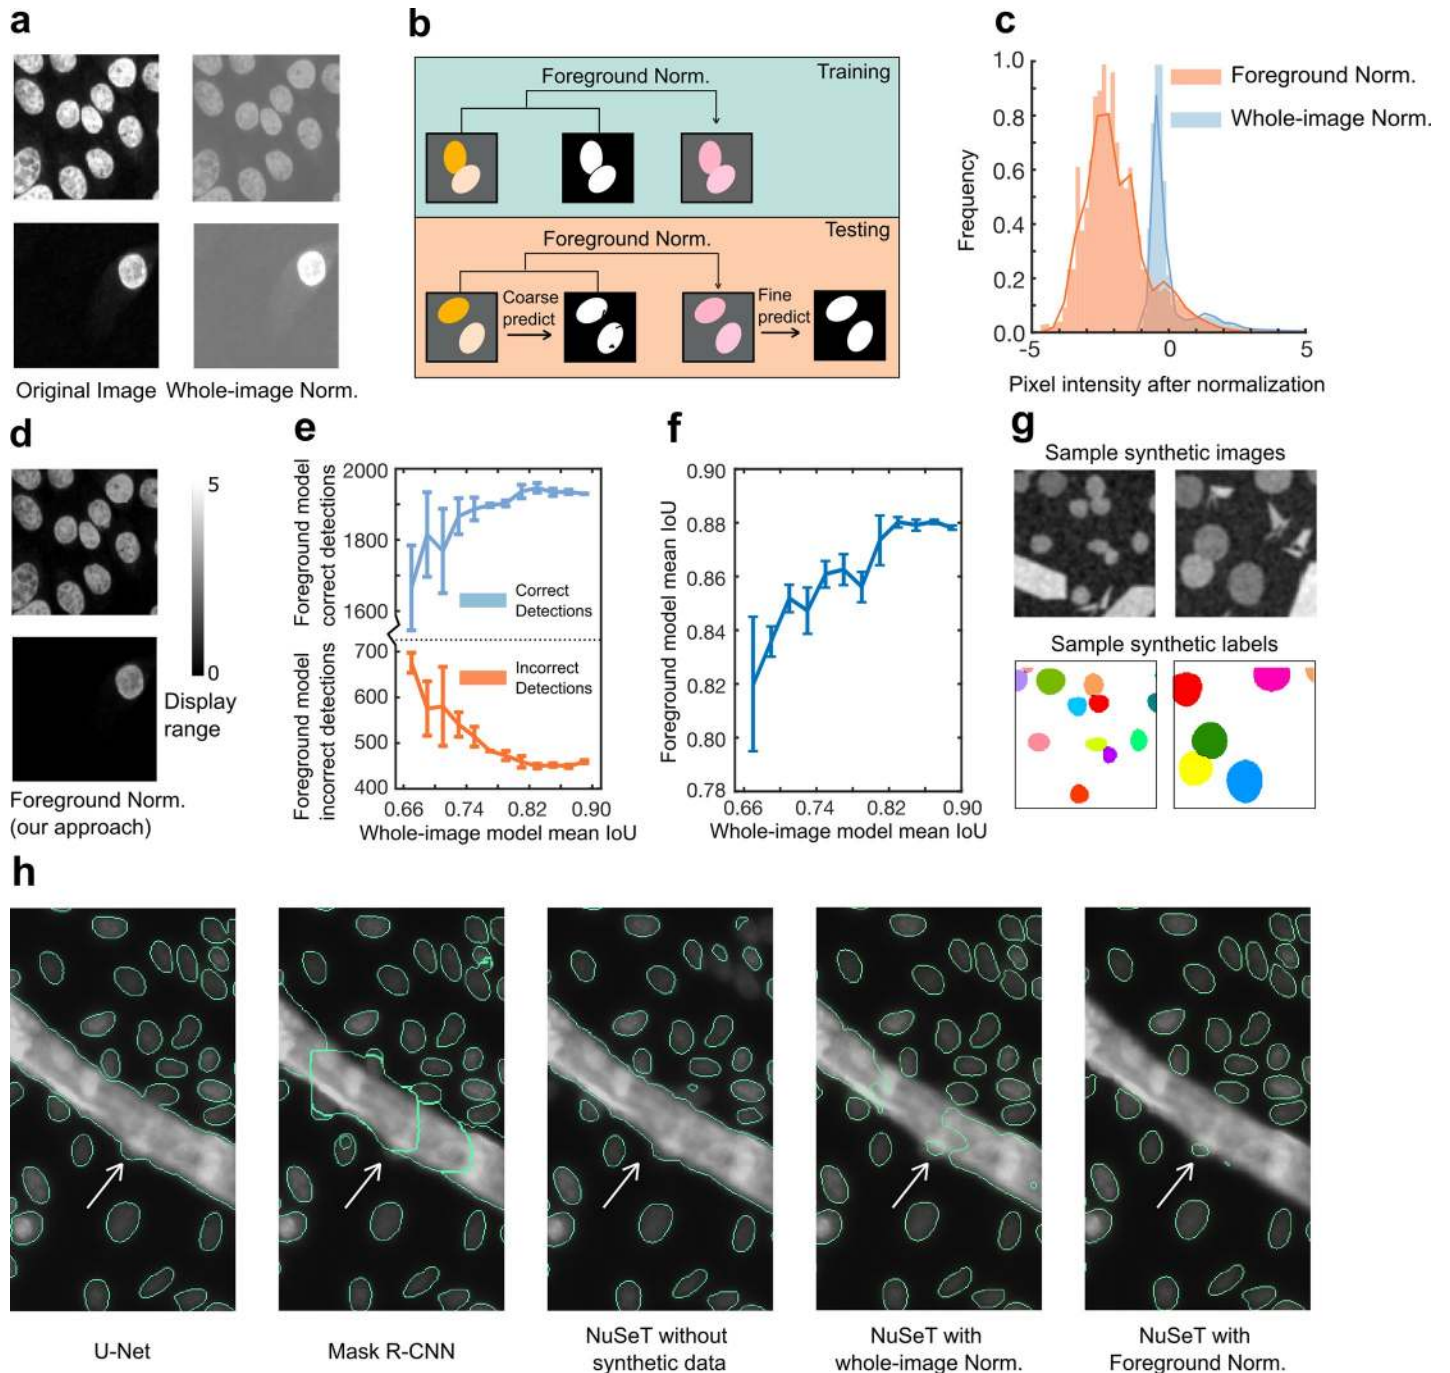 a
Original Image
Whole-image Norm.
b
Foreground Norm.
Training
Foreground Norm.
Testing
Coarse
predict
Fine
predict
c
1.0
0.8
0.6
0.4
0.2
0.0
Frequency
-5
0
5
Pixel intensity after normalization
Foreground Norm.
Whole-image Norm.
d
5
0
Display
range
Foreground Norm.
(our approach)
e
Foreground model
correct detections
2000
1800
1600
Correct
Detections
Foreground model
incorrect detections
700
600
500
400
Incorrect
Detections
0.66
0.74
0.82
0.90
Whole-image model mean IoU
f
Foreground model mean IoU
0.90
0.88
0.86
0.84
0.82
0.80
0.78
0.66
0.74
0.82
0.90
Whole-image model mean IoU
g
Sample synthetic images
Sample synthetic labels
h
U-Net
Mask R-CNN
NuSeT without
synthetic data
NuSeT with
whole-image Norm.
NuSeT with
Foreground Norm.